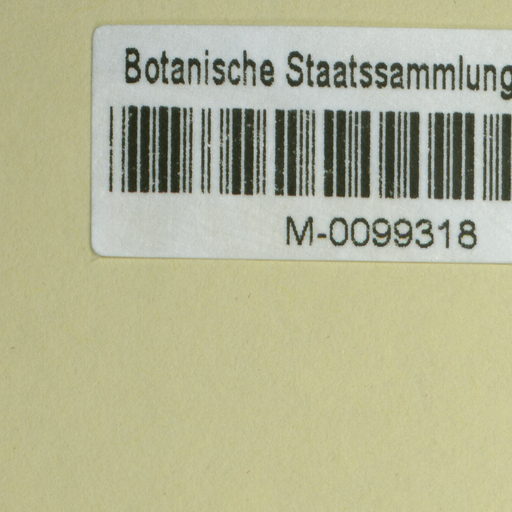 Botanische Staatssammlung
M-0099318